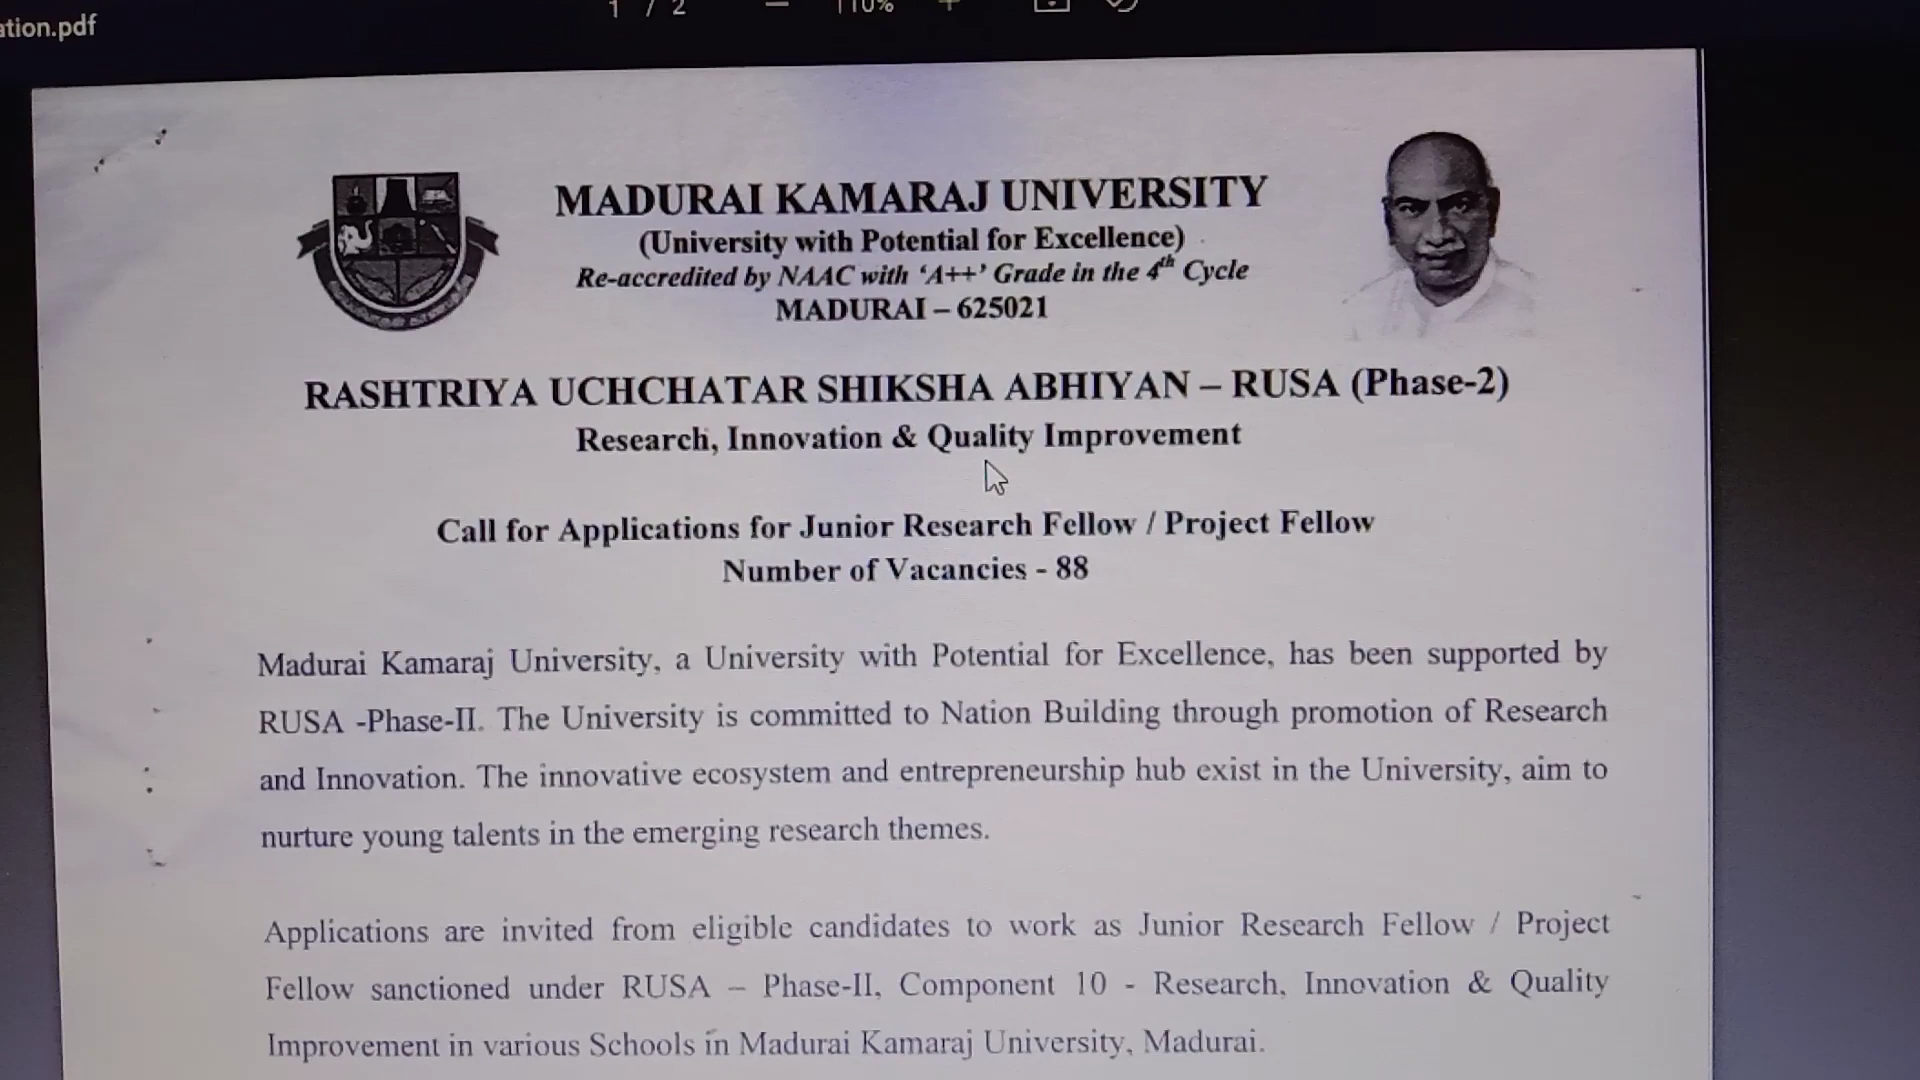 ation.pdf
1 / 2
110%
MADURAI KAMARAJ UNIVERSITY
(University with Potential for Excellence)
Re-accredited by NAAC with ‘A++’ Grade in the 4th Cycle
MADURAI – 625021
RASHTRIYA UCHCHATAR SHIKSHA ABHIYAN – RUSA (Phase-2)
Research, Innovation & Quality Improvement
Call for Applications for Junior Research Fellow / Project Fellow
Number of Vacancies - 88
Madurai Kamaraj University, a University with Potential for Excellence, has been supported by
RUSA -Phase-II. The University is committed to Nation Building through promotion of Research
and Innovation. The innovative ecosystem and entrepreneurship hub exist in the University, aim to
nurture young talents in the emerging research themes.
Applications are invited from eligible candidates to work as Junior Research Fellow / Project
Fellow sanctioned under RUSA – Phase-II, Component 10 - Research, Innovation & Quality
Improvement in various Schools in Madurai Kamaraj University, Madurai.